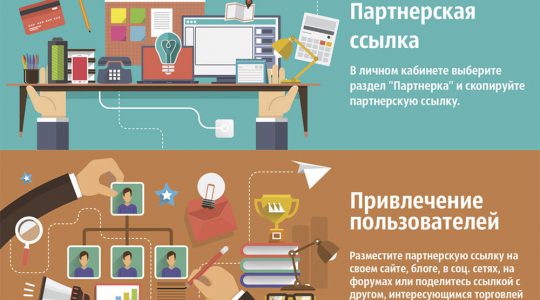 Партнерская
ссылка
В личном кабинете выберите
раздел "Партнерка" и скопируйте
партнерскую ссылку.
Привлечение
пользователей
Разместите партнерскую ссылку на
своем сайте, блоге, в соц. сетях, на
форумах или поделитесь ссылкой с
другом, интересующимся торговлей